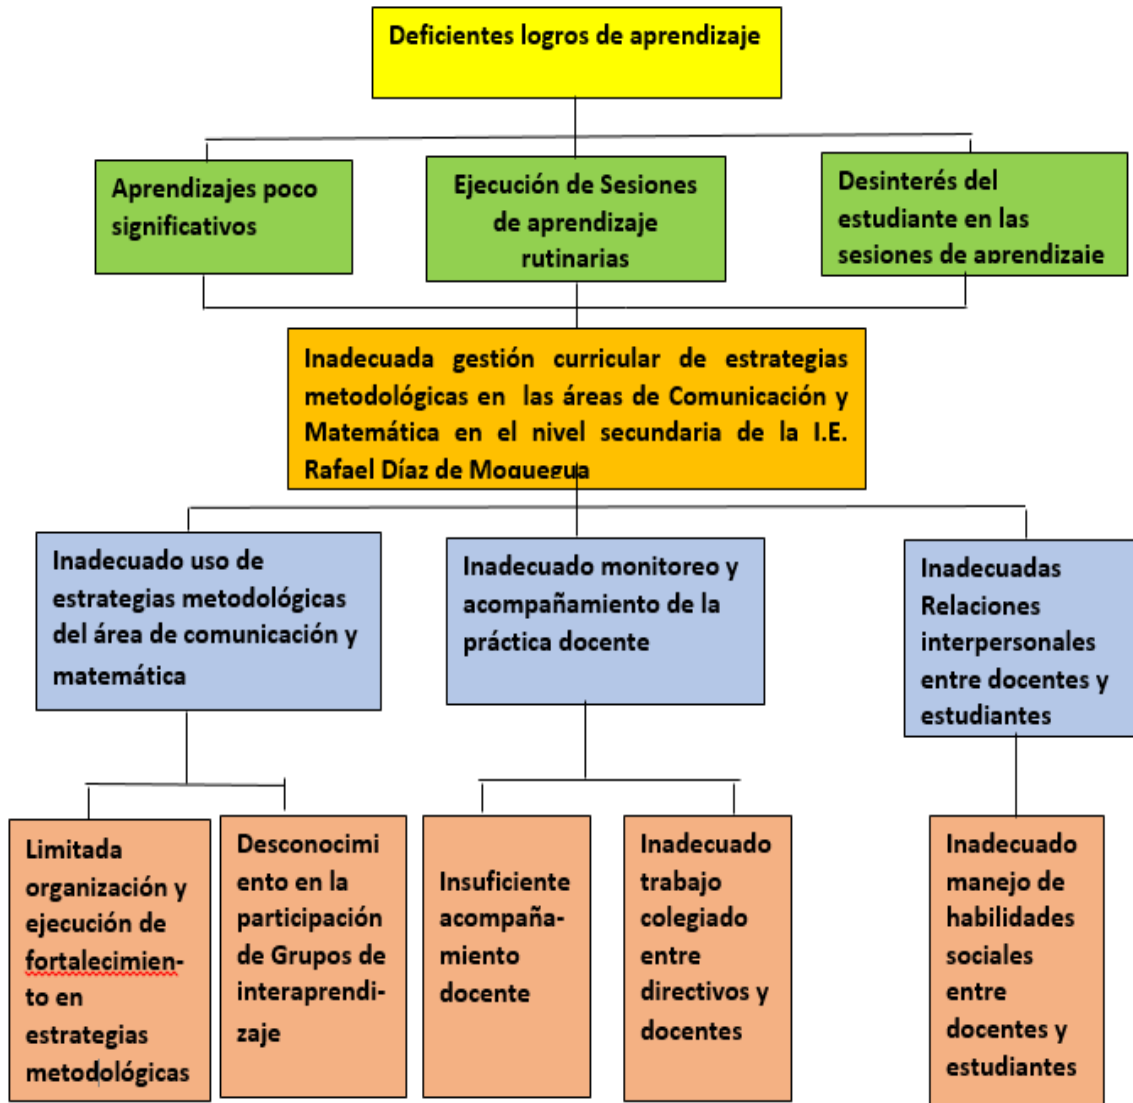 Deficientes logros de aprendizaje
Aprendizajes poco
significativos
Ejecución de Sesiones
de aprendizaje
rutinarias
Desinterés del
estudiante en las
sesiones de aprendizaje
Inadecuada gestión curricular de estrategias
metodológicas en las áreas de Comunicación y
Matemática en el nivel secundaria de la I.E.
Rafael Díaz de Moquegua
Inadecuado uso de
estrategias metodológicas
del área de comunicación y
matemática
Inadecuado monitoreo y
acompañamiento de la
práctica docente
Inadecuadas
Relaciones
interpersonales
entre docentes y
estudiantes
Limitada
organización y
ejecución de
fortalecimien-
to en
estrategias
metodológicas
Desconocimi
ento en la
participación
de Grupos de
interaprendi-
zaje
Insuficiente
acompaña-
miento
docente
Inadecuado
trabajo
colegiado
entre
directivos y
docentes
Inadecuado
manejo de
habilidades
sociales
entre
docentes y
estudiantes